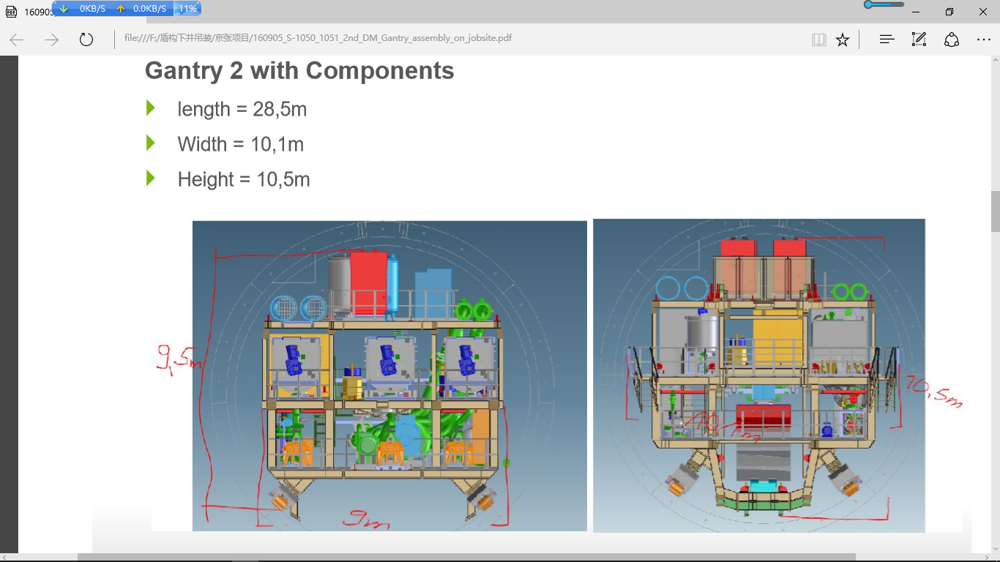 160905
0KB/S 0.0KB/S 11%
file:///F:/盾构下井吊装/京张项目/160905_S-1050_1051_2nd_DM_Gantry_assembly_on_jobsite.pdf
Gantry 2 with Components
length = 28,5m
Width = 10,1m
Height = 10,5m
9,5m
9m
10,1m
10,5m